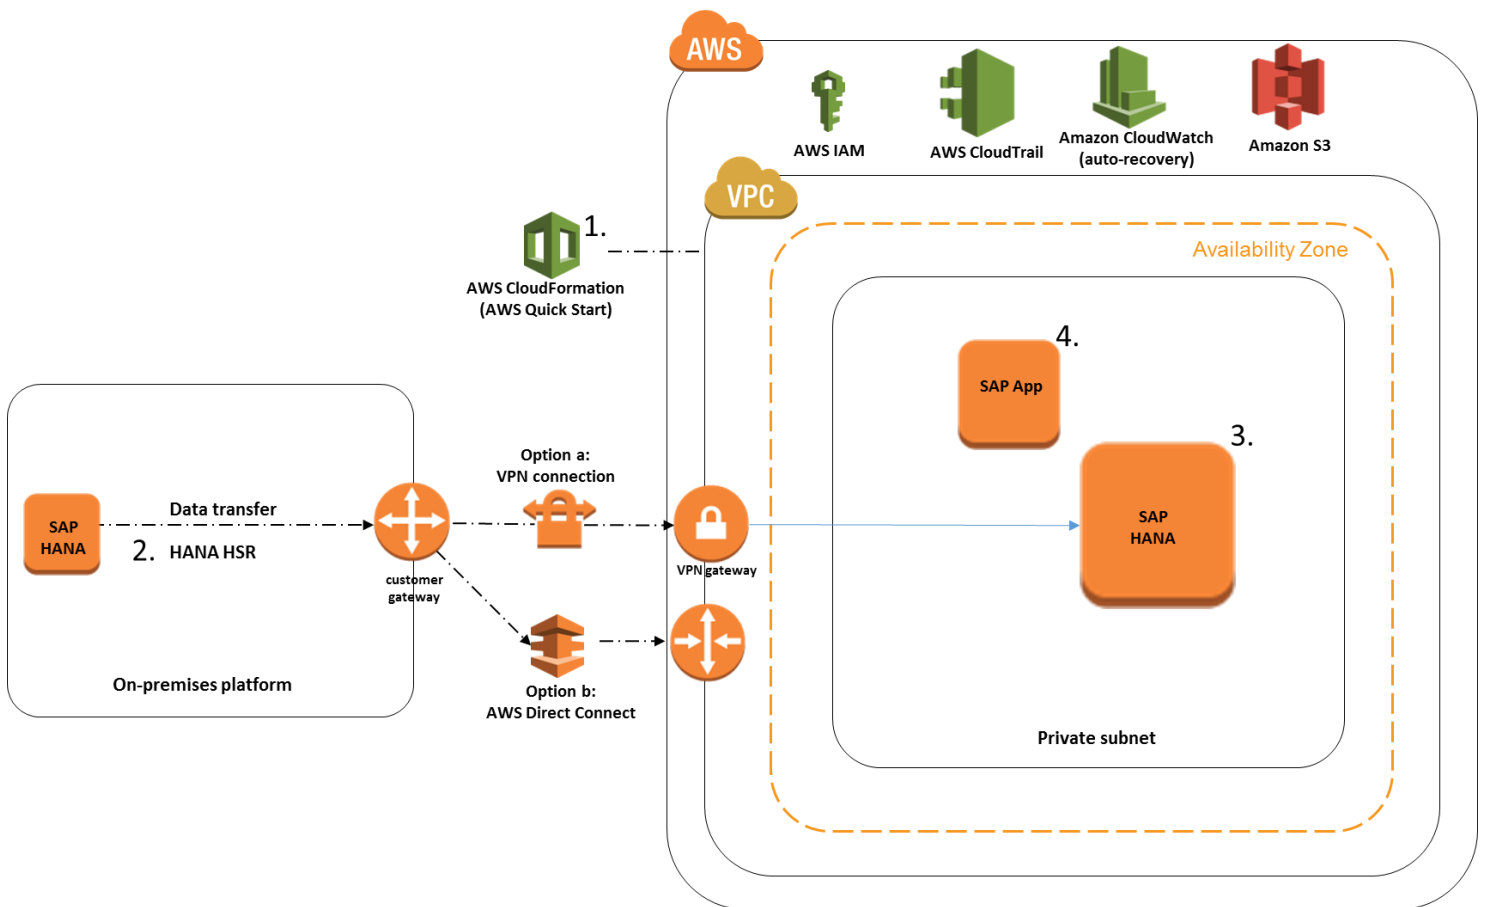 AWS
AWS IAM
AWS CloudTrail
Amazon CloudWatch
(auto-recovery)
Amazon S3
VPC
1.
AWS CloudFormation
(AWS Quick Start)
Availability Zone
4.
SAP App
3.
SAP
HANA
Private subnet
Option a:
VPN connection
SAP
HANA
Data transfer
2.
HANA HSR
customer
gateway
VPN gateway
On-premises platform
Option b:
AWS Direct Connect